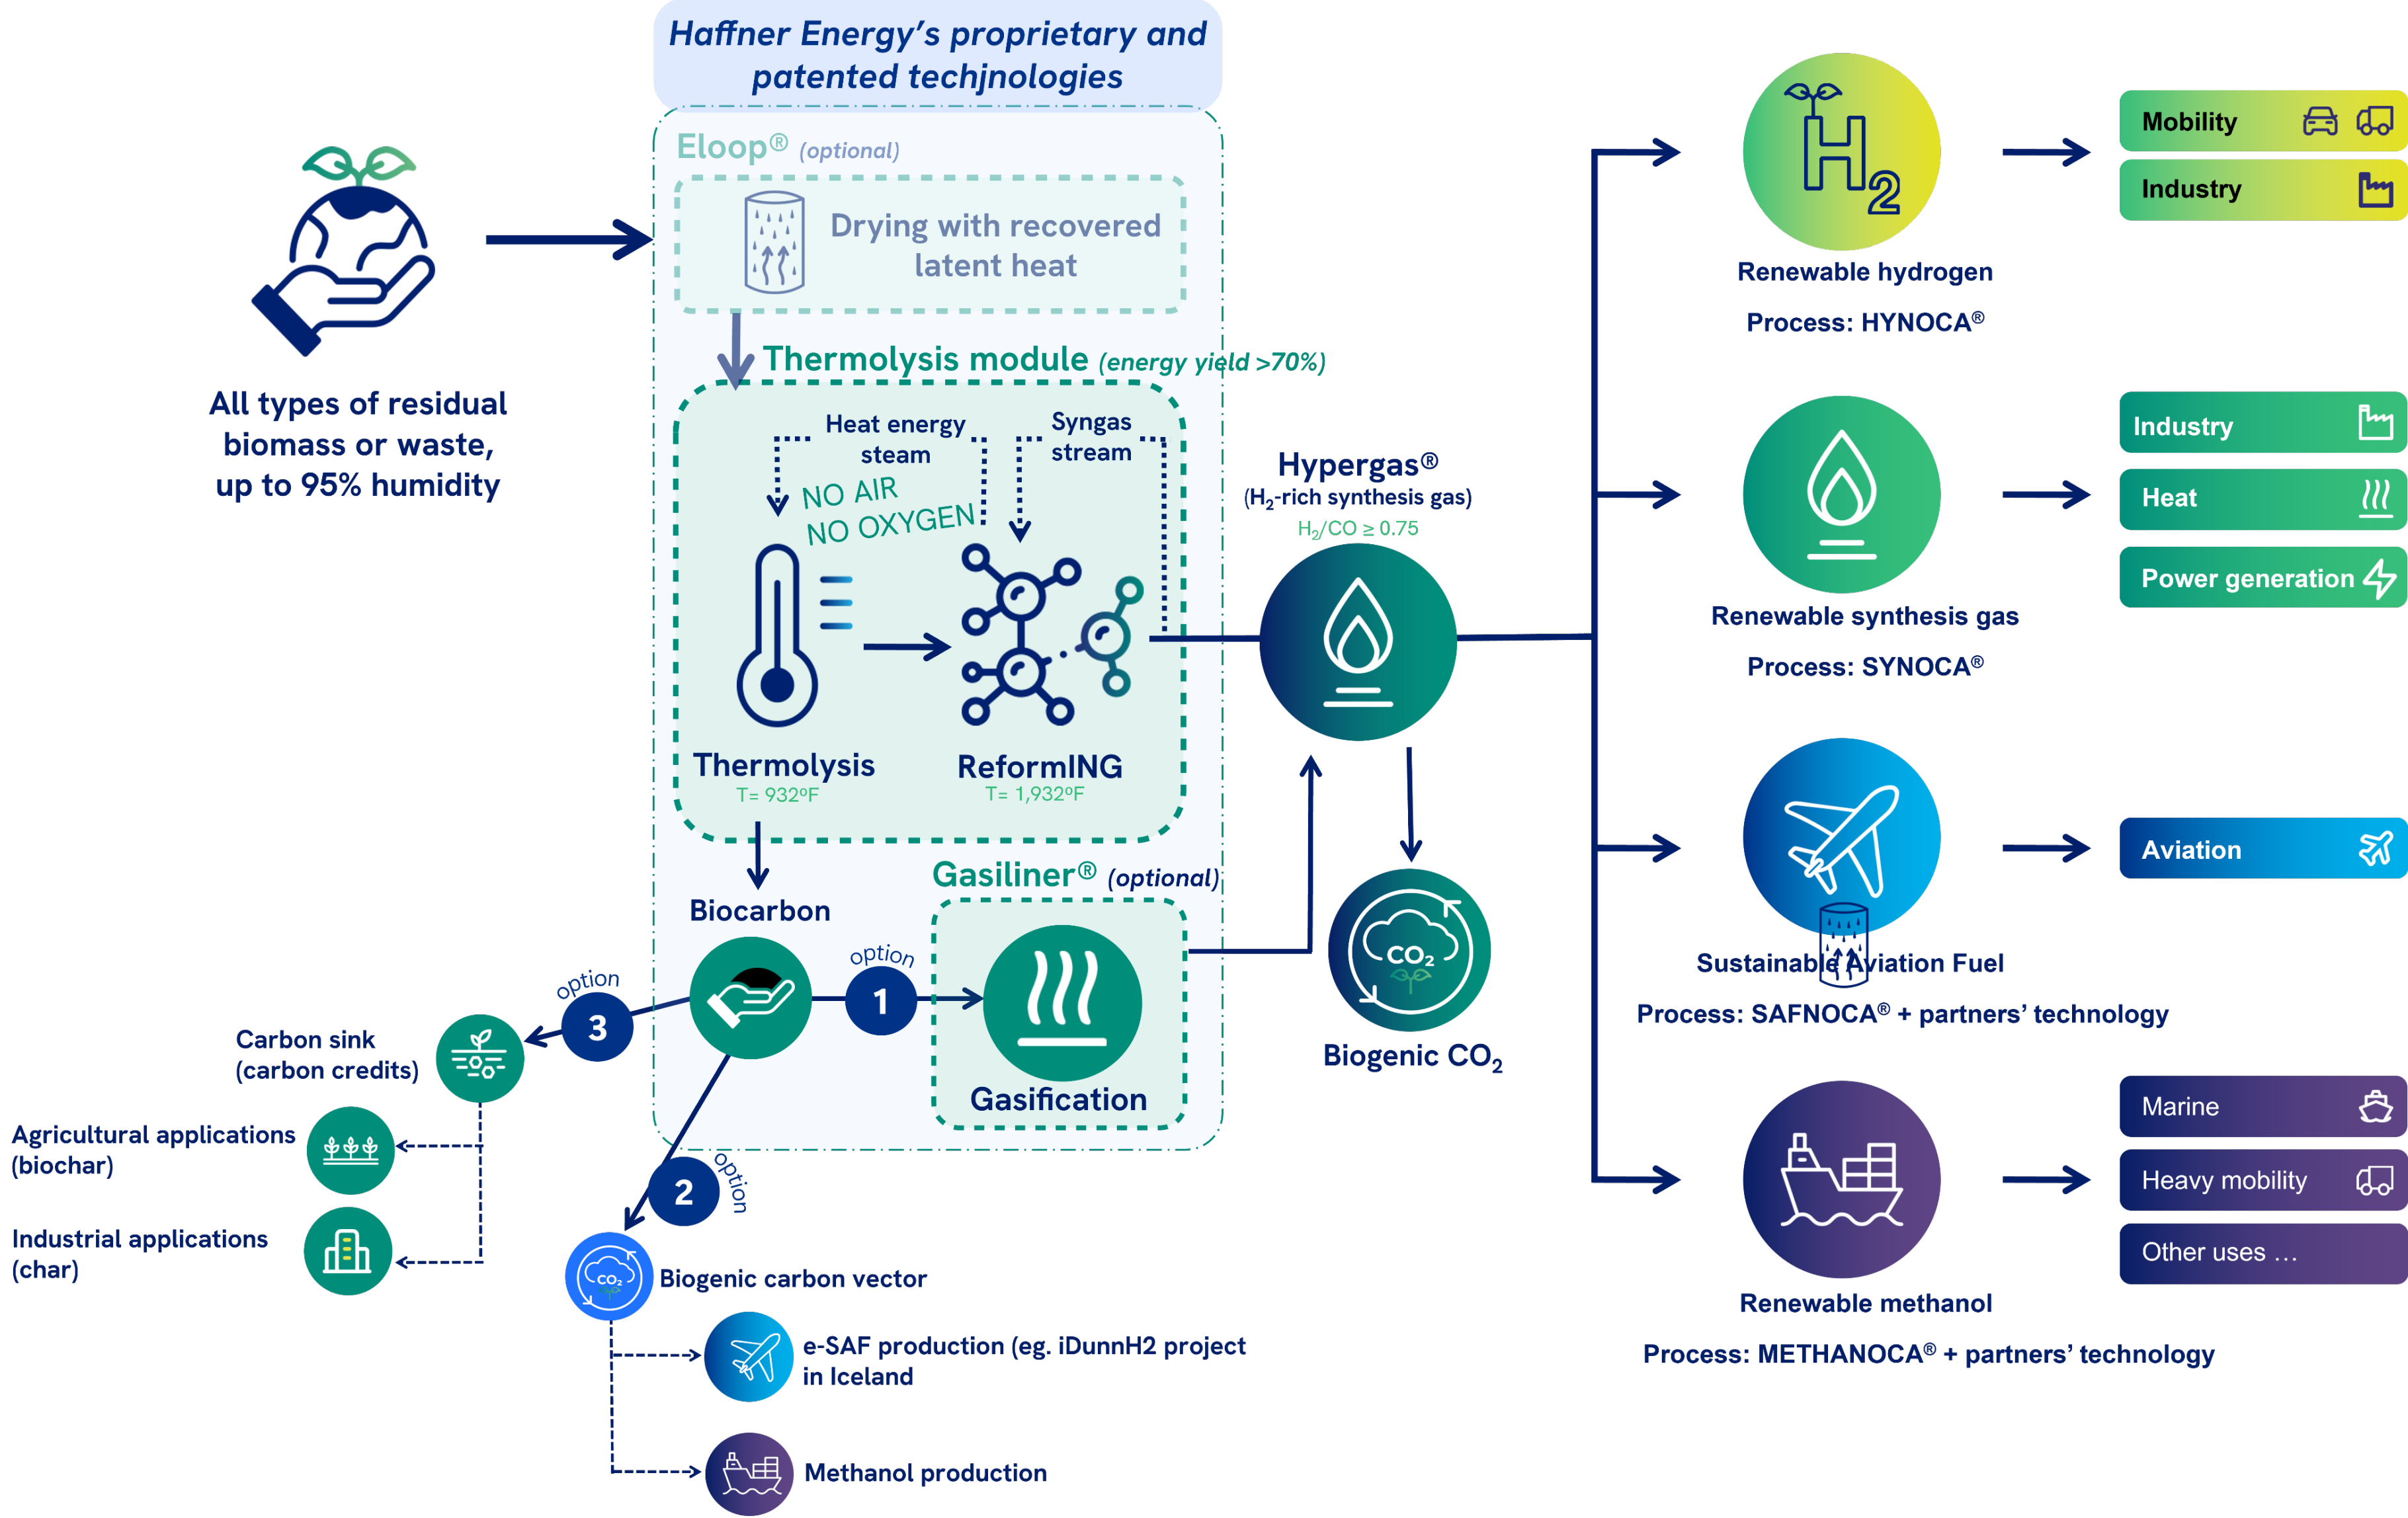 Haffner Energy’s proprietary and
patented techjnologies
Eloop® (optional)
Drying with recovered
latent heat
All types of residual
biomass or waste,
up to 95% humidity
Thermolysis module (energy yield >70%)
Heat energy
steam
Syngas
stream
NO AIR
NO OXYGEN
Thermolysis
T= 932ºF
ReformING
T= 1,932ºF
Hypergas®
(H₂-rich synthesis gas)
H₂/CO ≥ 0.75
CO₂
Biogenic CO₂
Biocarbon
Gasiliner® (optional)
Gasification
option
1
option
2
option
3
Carbon sink
(carbon credits)
Agricultural applications
(biochar)
Industrial applications
(char)
CO₂
Biogenic carbon vector
e-SAF production (eg. iDunnH2 project
in Iceland
Methanol production
H2
Renewable hydrogen
Process: HYNOCA®
Mobility
Industry
Renewable synthesis gas
Process: SYNOCA®
Industry
Heat
Power generation
Sustainable Aviation Fuel
Process: SAFNOCA® + partners’ technology
Aviation
Renewable methanol
Process: METHANOCA® + partners’ technology
Marine
Heavy mobility
Other uses …